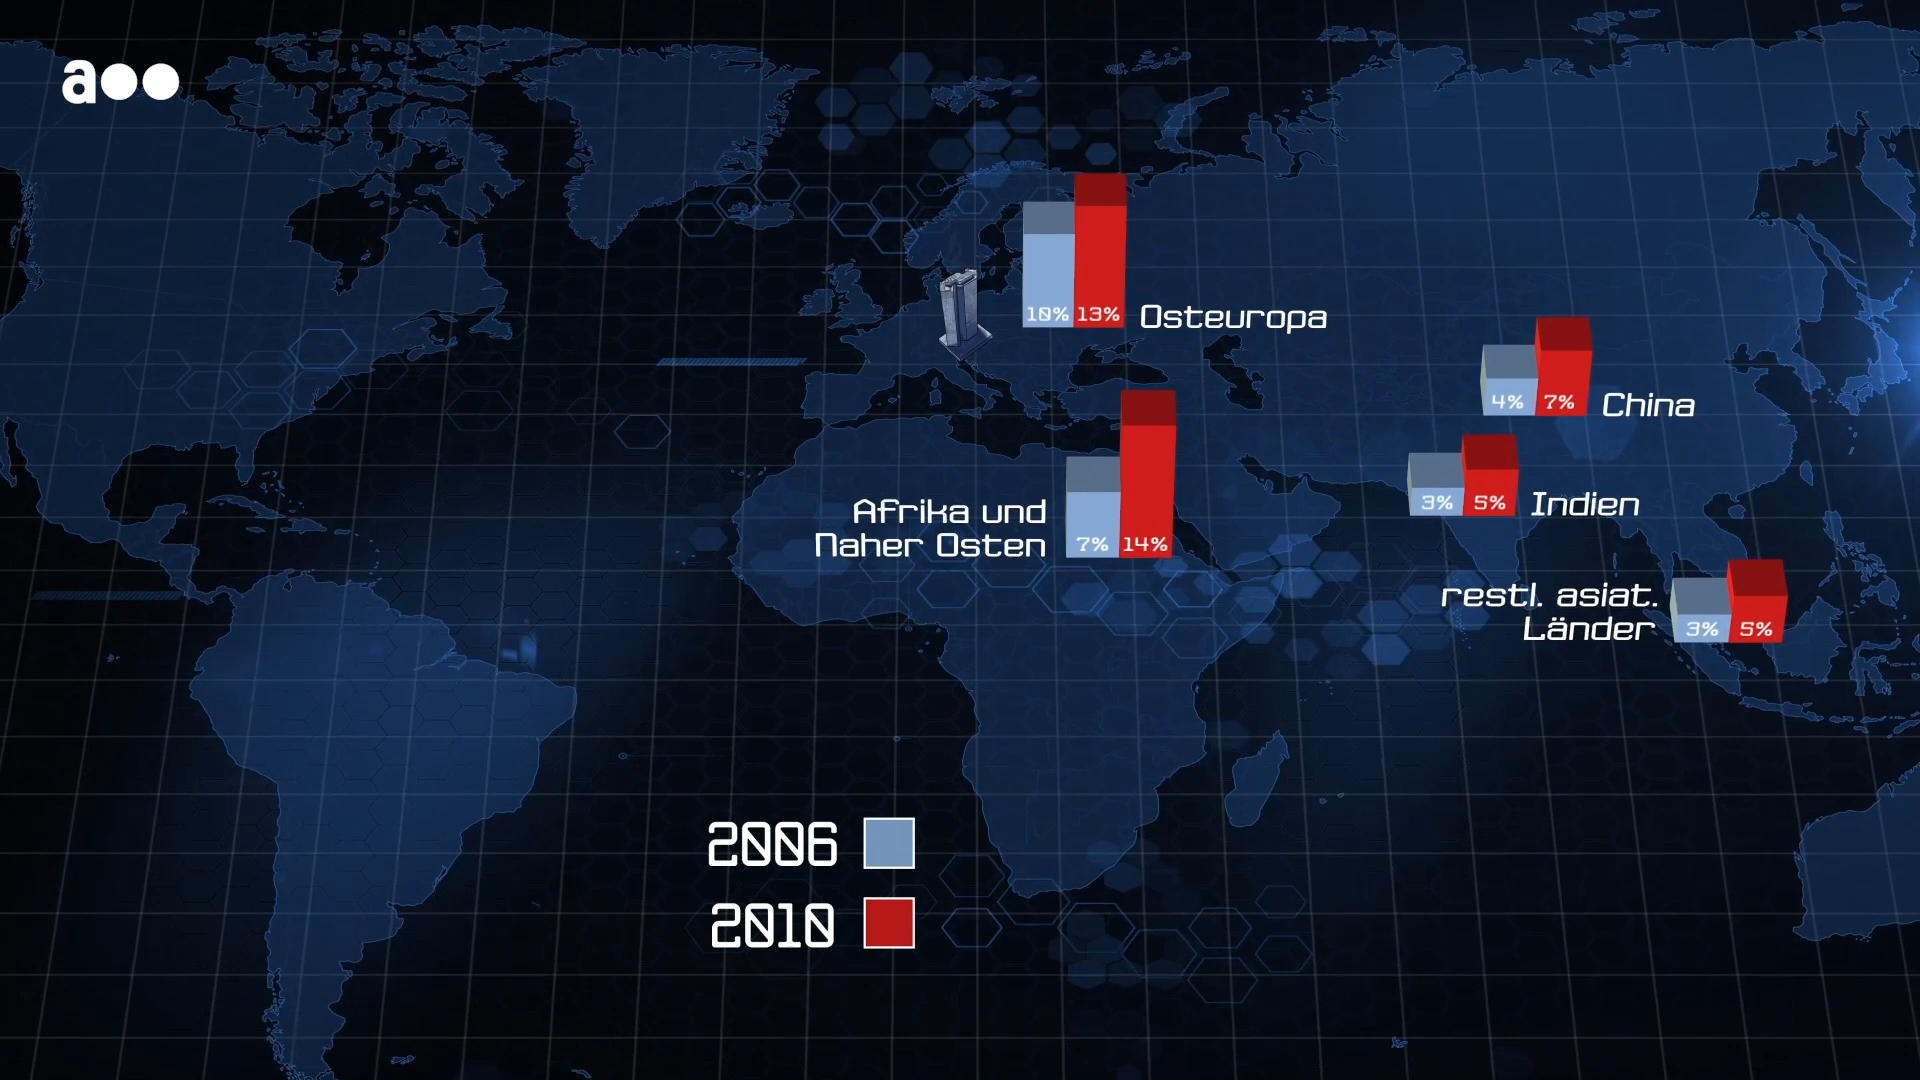 a
10% 13% Osteuropa
4% 7% China
Afrika und
Naher Osten
7% 14%
3% 5% Indien
restl. asiat.
Länder
3% 5%
2006
2010